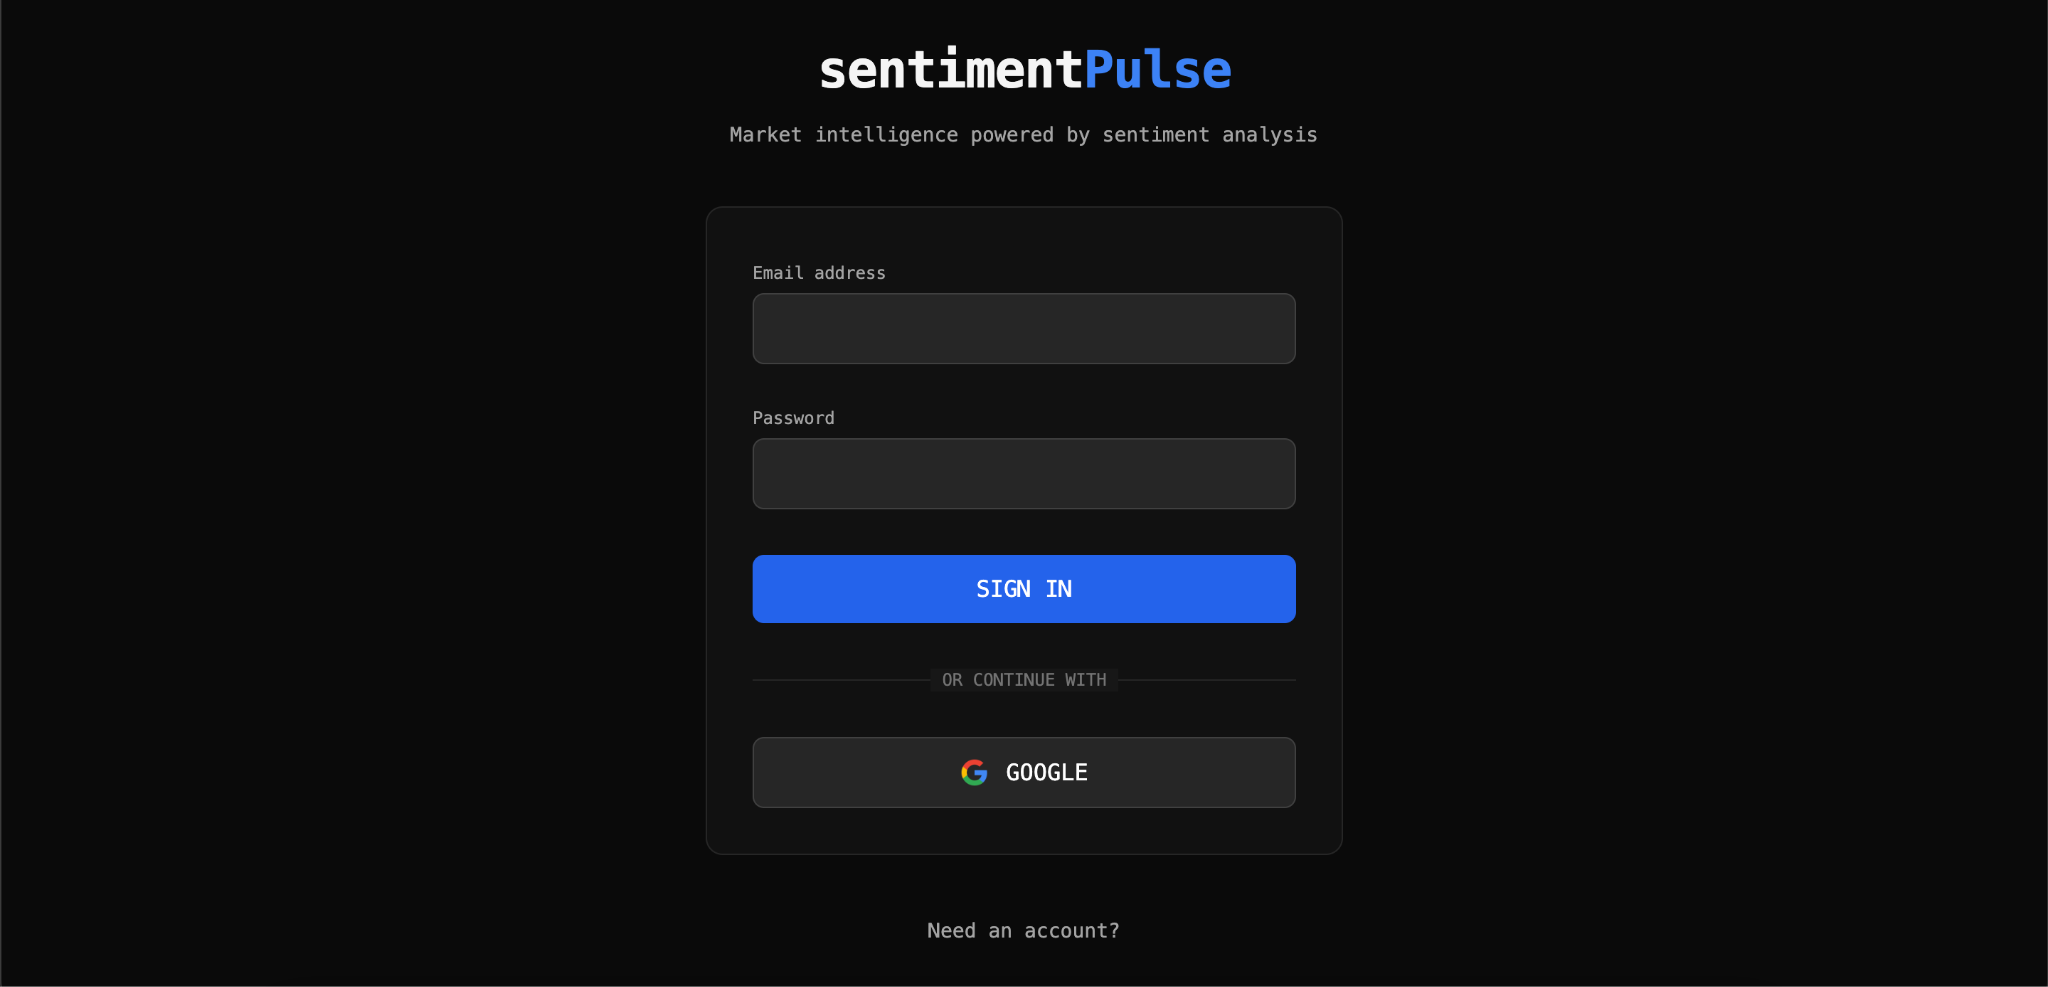 sentimentPulse
Market intelligence powered by sentiment analysis
Email address
Password
SIGN IN
OR CONTINUE WITH
GOOGLE
Need an account?